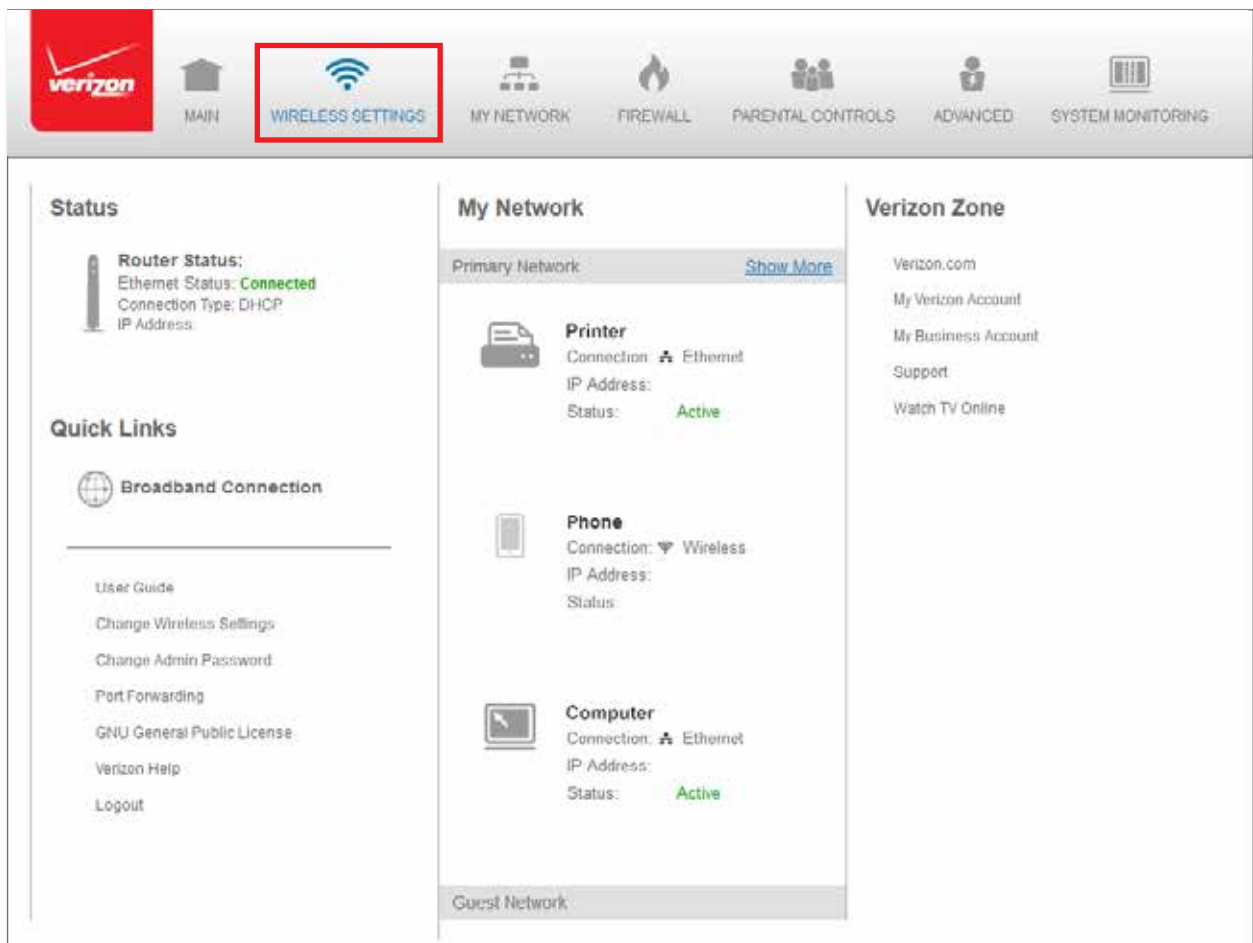 verizon
MAIN
WIRELESS SETTINGS
MY NETWORK
FIREWALL
PARENTAL CONTROLS
ADVANCED
SYSTEM MONITORING
Status
Router Status:
Ethernet Status: Connected
Connection Type: DHCP
IP Address:
Quick Links
Broadband Connection
User Guide
Change Wireless Settings
Change Admin Password
Port Forwarding
GNU General Public License
Verizon Help
Logout
My Network
Primary Network Show More
Printer
Connection: Ethernet
IP Address:
Status: Active
Phone
Connection: Wireless
IP Address:
Status:
Computer
Connection: Ethernet
IP Address:
Status: Active
Guest Network
Verizon Zone
Verizon.com
My Verizon Account
My Business Account
Support
Watch TV Online